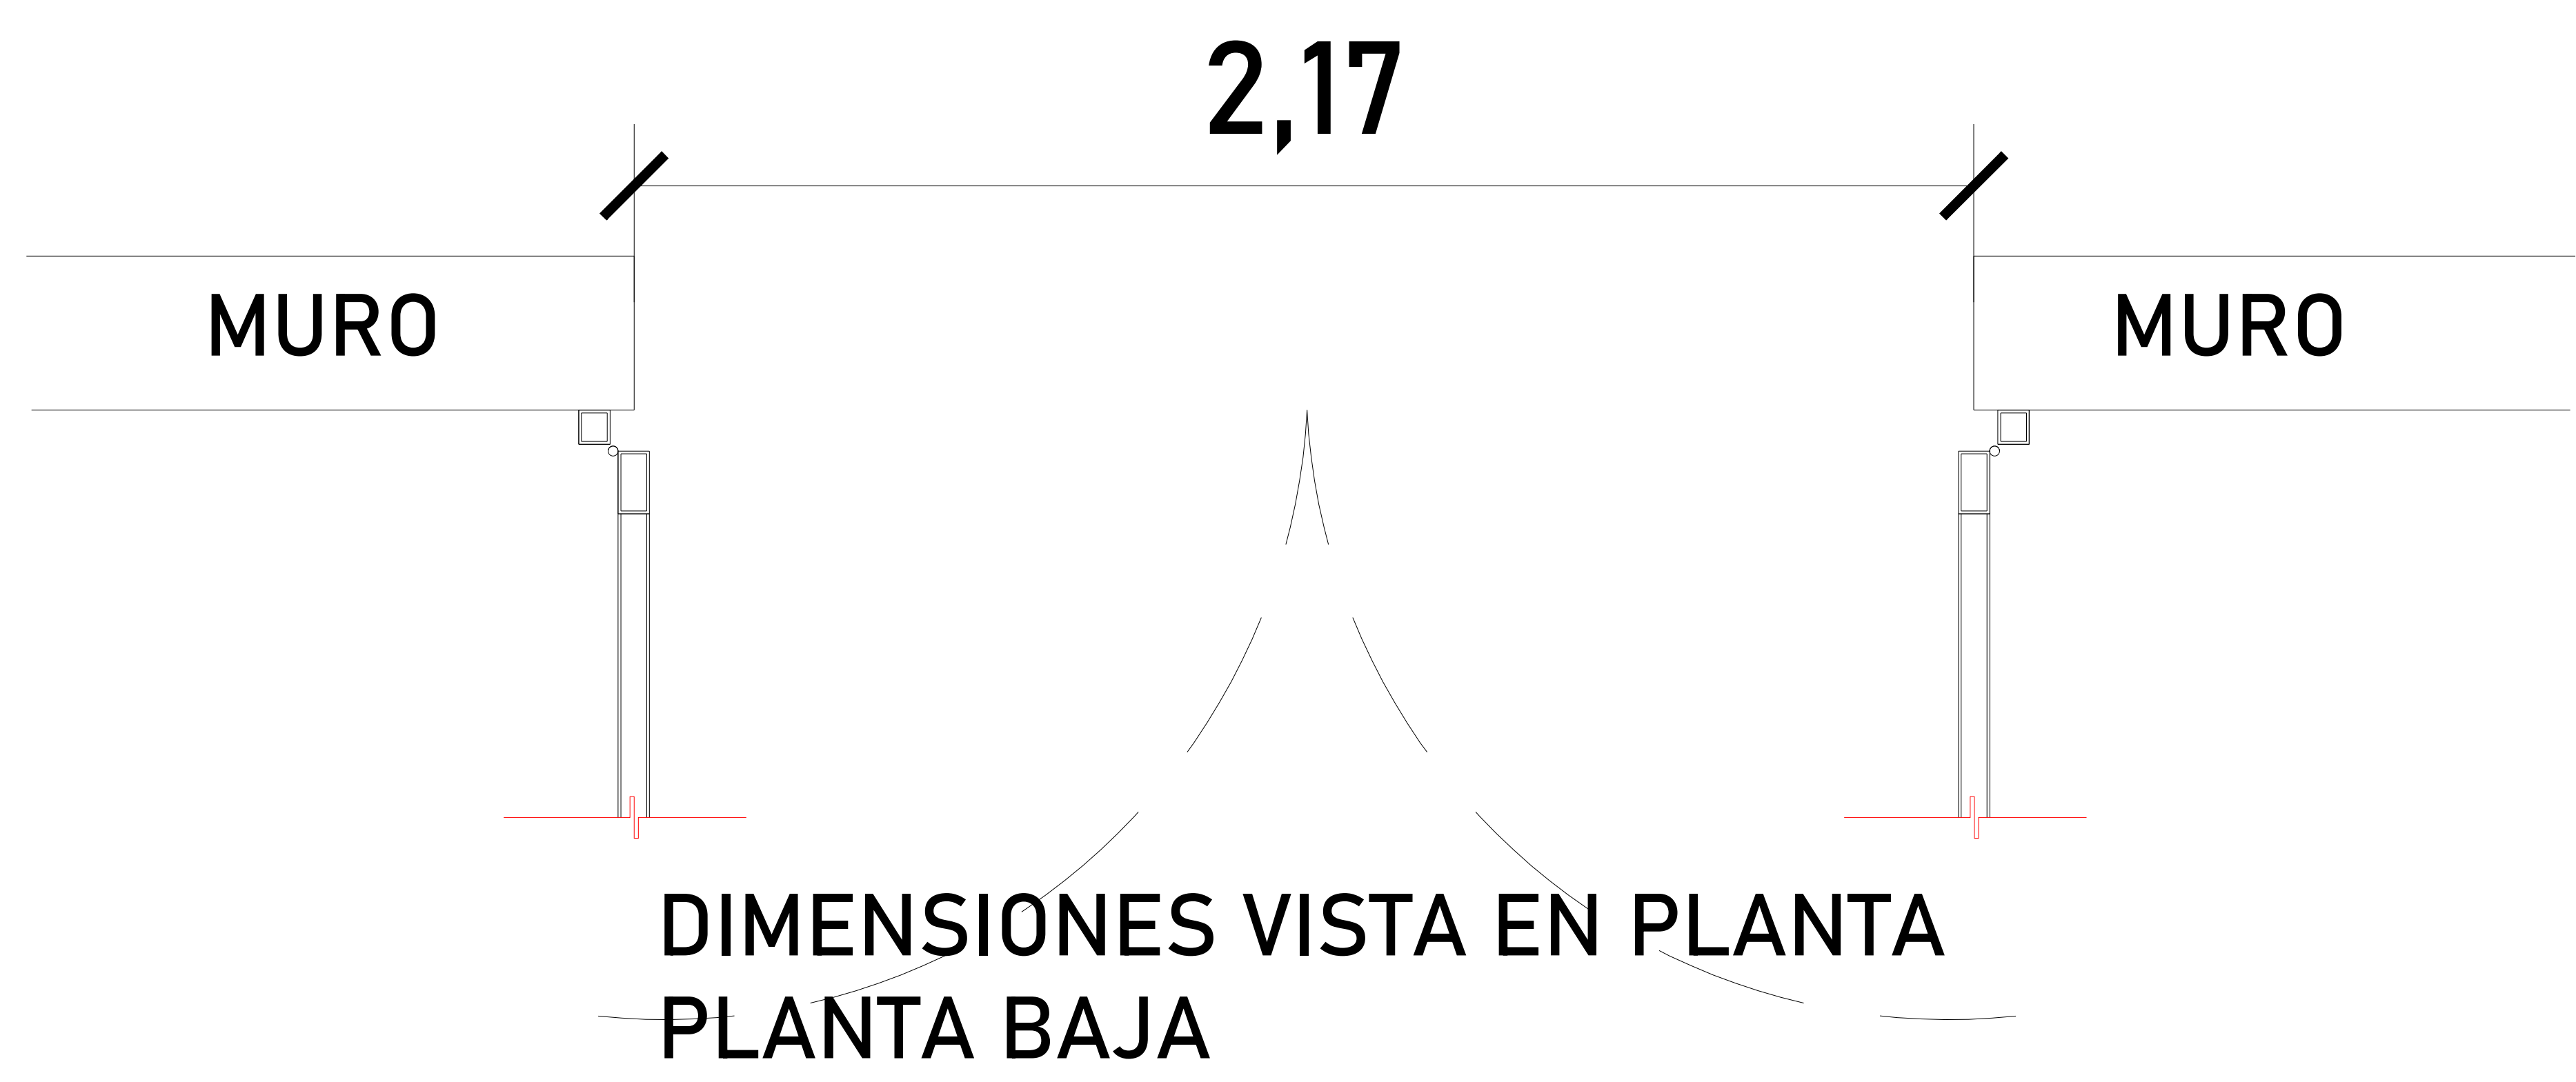 2,17
MURO
MURO
DIMENSIONES VISTA EN PLANTA
PLANTA BAJA